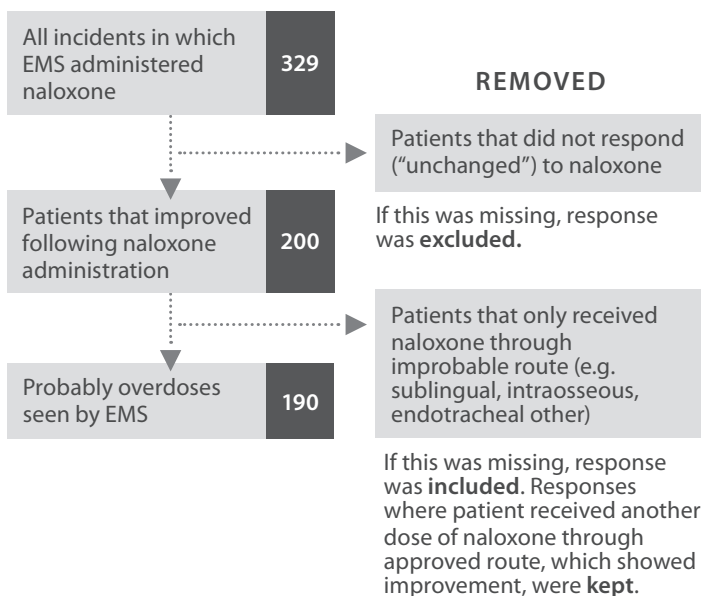 All incidents in which
EMS administered
naloxone
329
REMOVED
Patients that did not respond
("unchanged") to naloxone
If this was missing, response
was excluded.
Patients that improved
following naloxone
administration
200
Patients that only received
naloxone through
improbable route (e.g.
sublingual, intraosseous,
endotracheal other)
If this was missing, response
was included. Responses
where patient received another
dose of naloxone through
approved route, which showed
improvement, were kept.
Probably overdoses
seen by EMS
190